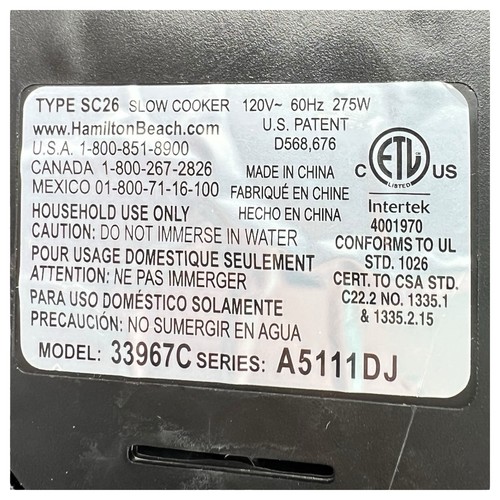 TYPE SC26 SLOW COOKER 120V~ 60Hz 275W
www.HamiltonBeach.com
U.S.A. 1-800-851-8900
CANADA 1-800-267-2826
MEXICO 01-800-71-16-100
U.S. PATENT
D568,676
MADE IN CHINA
FABRIQUÉ EN CHINE
HECHO EN CHINA
HOUSEHOLD USE ONLY
CAUTION: DO NOT IMMERSE IN WATER
POUR USAGE DOMESTIQUE SEULEMENT
ATTENTION: NE PAS IMMERGER
PARA USO DOMÉSTICO SOLAMENTE
PRECAUCIÓN: NO SUMERGIR EN AGUA
C ETL US
LISTED
Intertek
4001970
CONFORMS TO UL
STD. 1026
CERT. TO CSA STD.
C22.2 NO. 1335.1
& 1335.2.15
MODEL: 33967C SERIES: A5111DJ